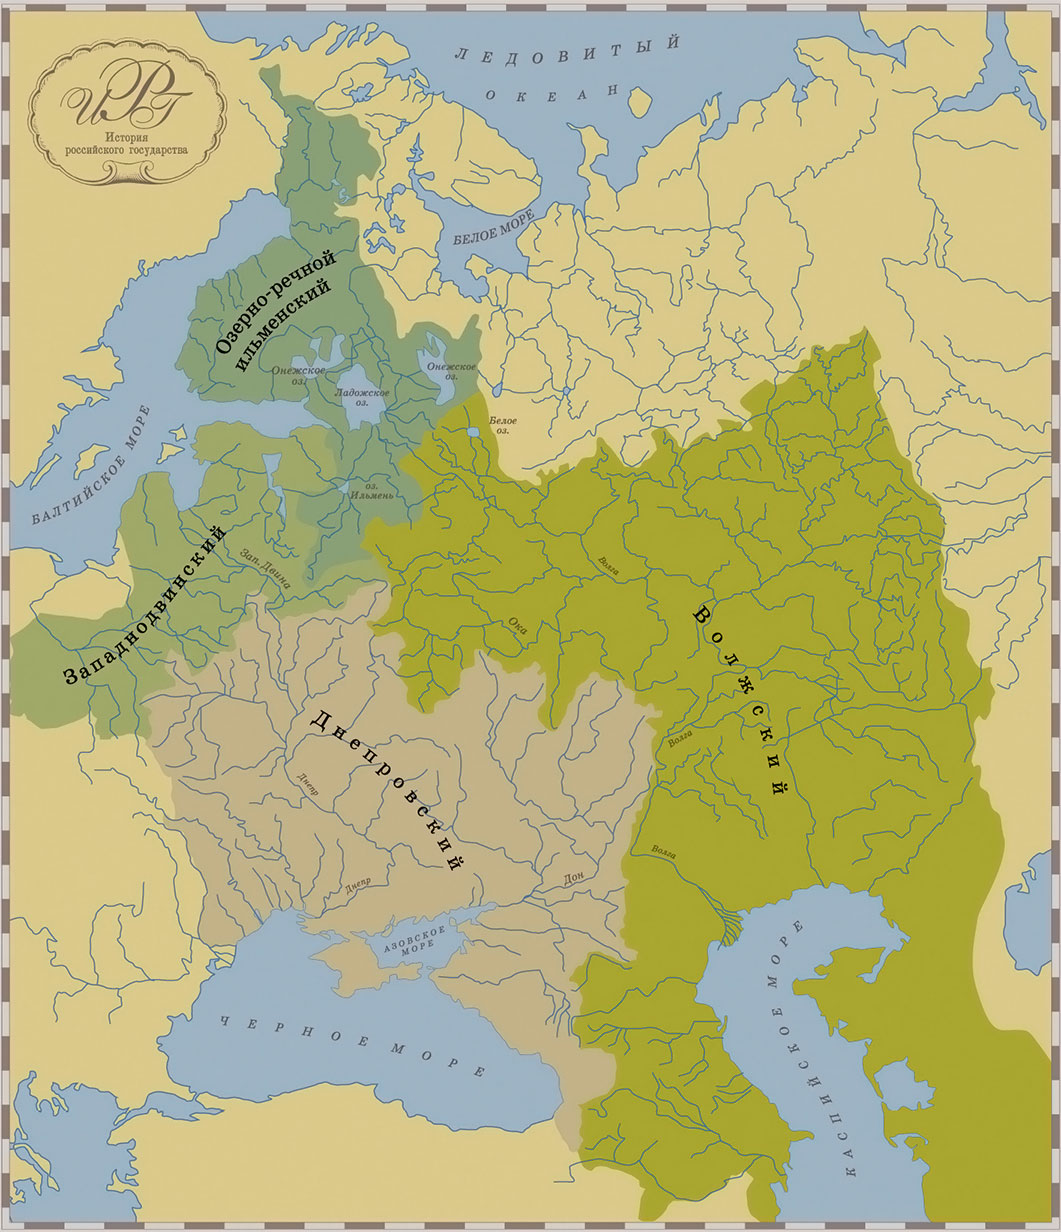 ИРГ
История
российского государства
ЛЕДОВИТЫЙ
ОКЕАН
БЕЛОЕ МОРЕ
Озерно-речной
ильменский
Онежское
оз.
Ладожское
оз.
Онежское
оз.
Белое
оз.
оз.
Ильмень
БАЛТИЙСКОЕ МОРЕ
Западнодвинский
Зап. Двина
Волга
Ока
Волжский
Днепровский
Днепр
Волга
Волга
Днепр
Дон
АЗОВСКОЕ
МОРЕ
ЧЕРНОЕ МОРЕ
КАСПИЙСКОЕ МОРЕ